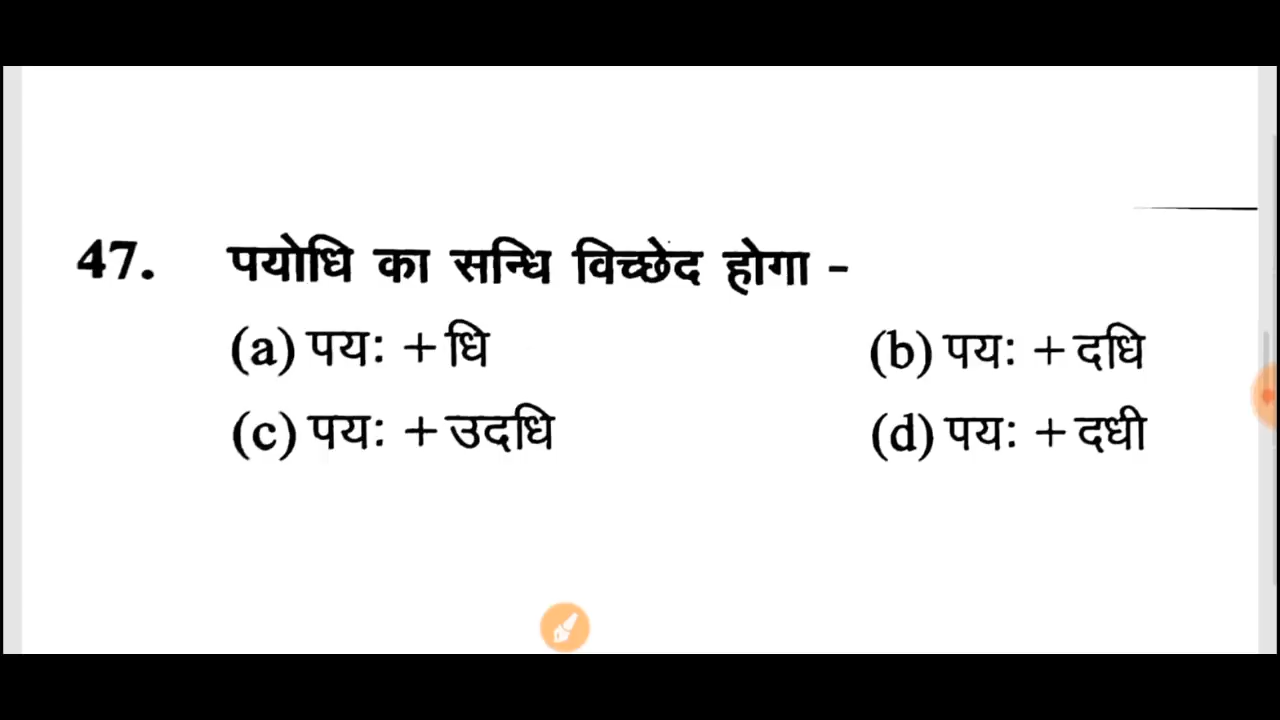 47. पयोधि का सन्धि विच्छेद होगा -
(a) पयः + धि (b) पयः + दधि
(c) पयः + उदधि (d) पयः + दधी